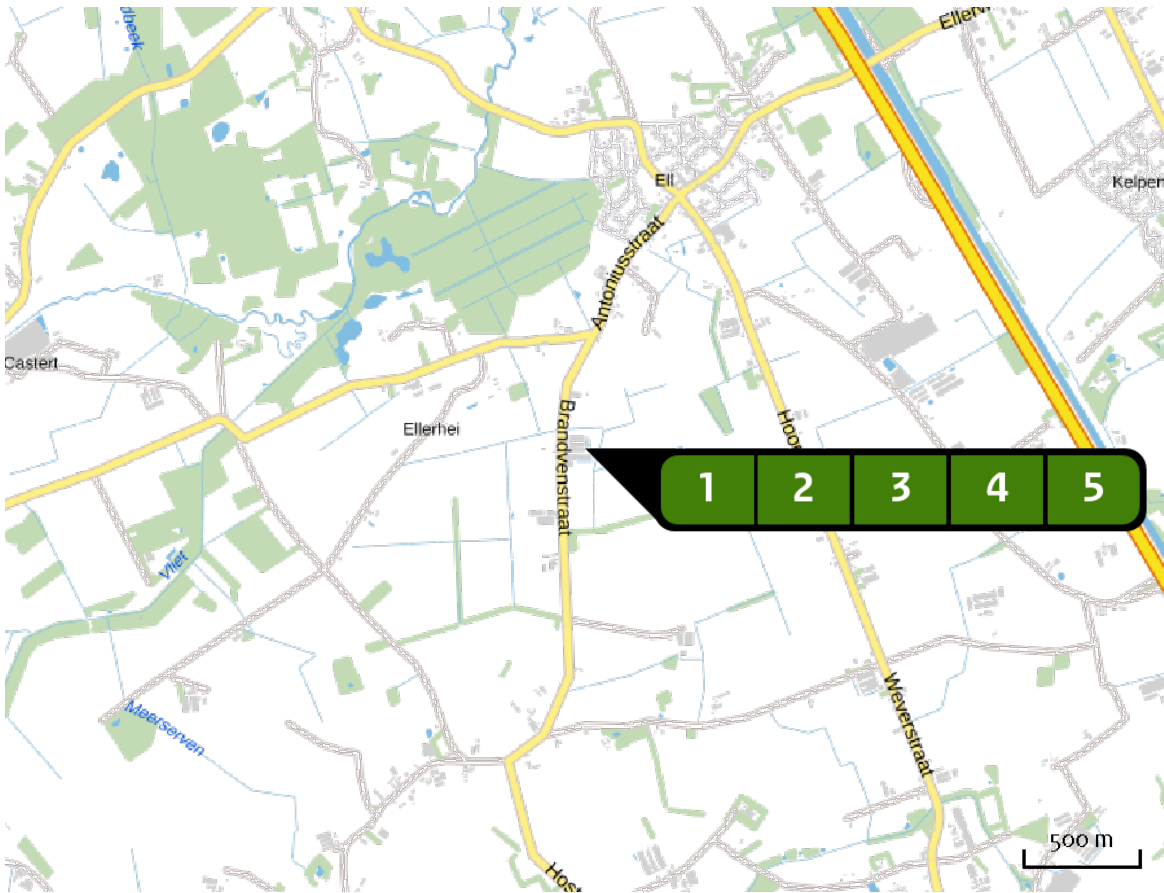 Ell
Kelpen
Antoniusstraat
Castert
Ellerhei
Brandvenstraat
1 2 3 4 5
Vliet
Meerserven
Weverstraat
500 m